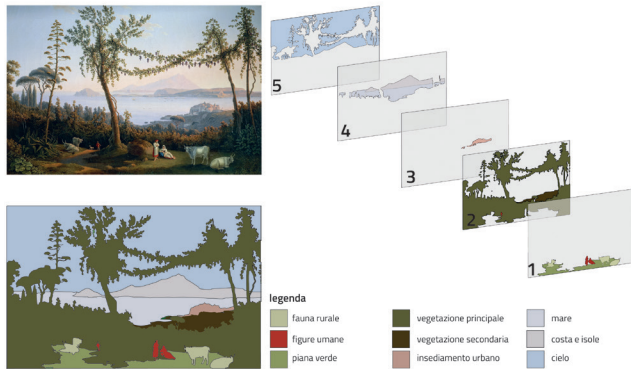 5
4
3
2
1
legenda
fauna rurale
figure umane
piana verde
vegetazione principale
vegetazione secondaria
insediamento urbano
mare
costa e isole
cielo